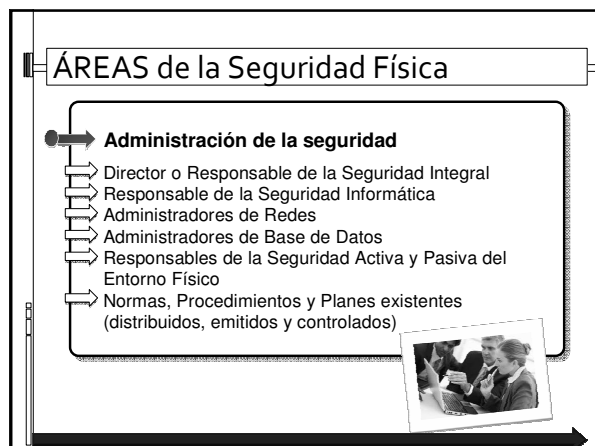 ÁREAS de la Seguridad Física
Administración de la seguridad
Director o Responsable de la Seguridad Integral
Responsable de la Seguridad Informática
Administradores de Redes
Administradores de Base de Datos
Responsables de la Seguridad Activa y Pasiva del
Entorno Físico
Normas, Procedimientos y Planes existentes
(distribuidos, emitidos y controlados)